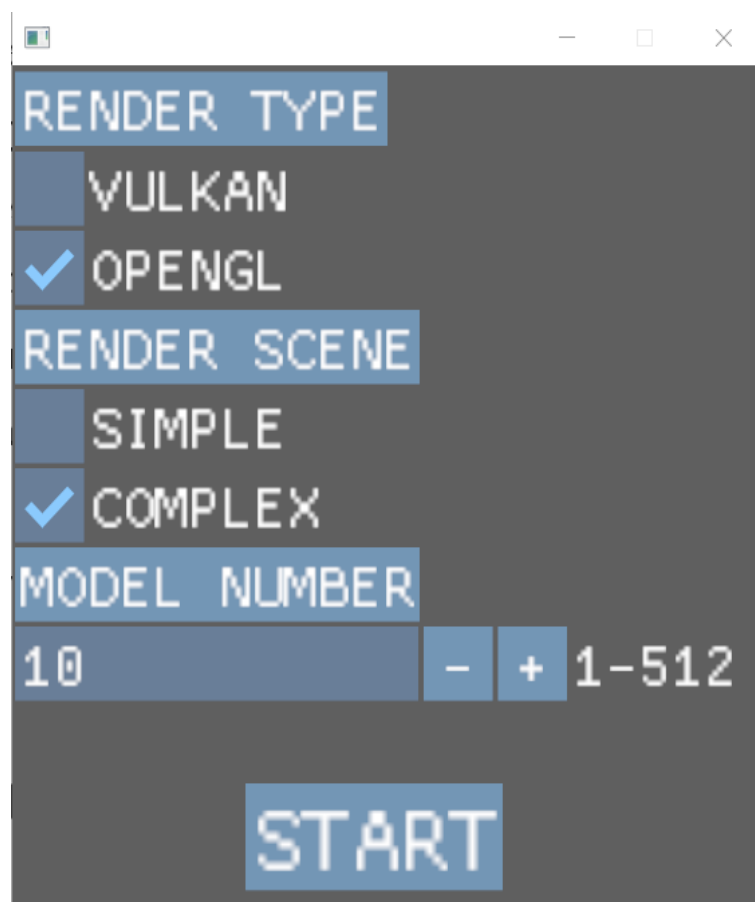 RENDER TYPE
VULKAN
OPENGL
RENDER SCENE
SIMPLE
COMPLEX
MODEL NUMBER
10 - + 1-512
START